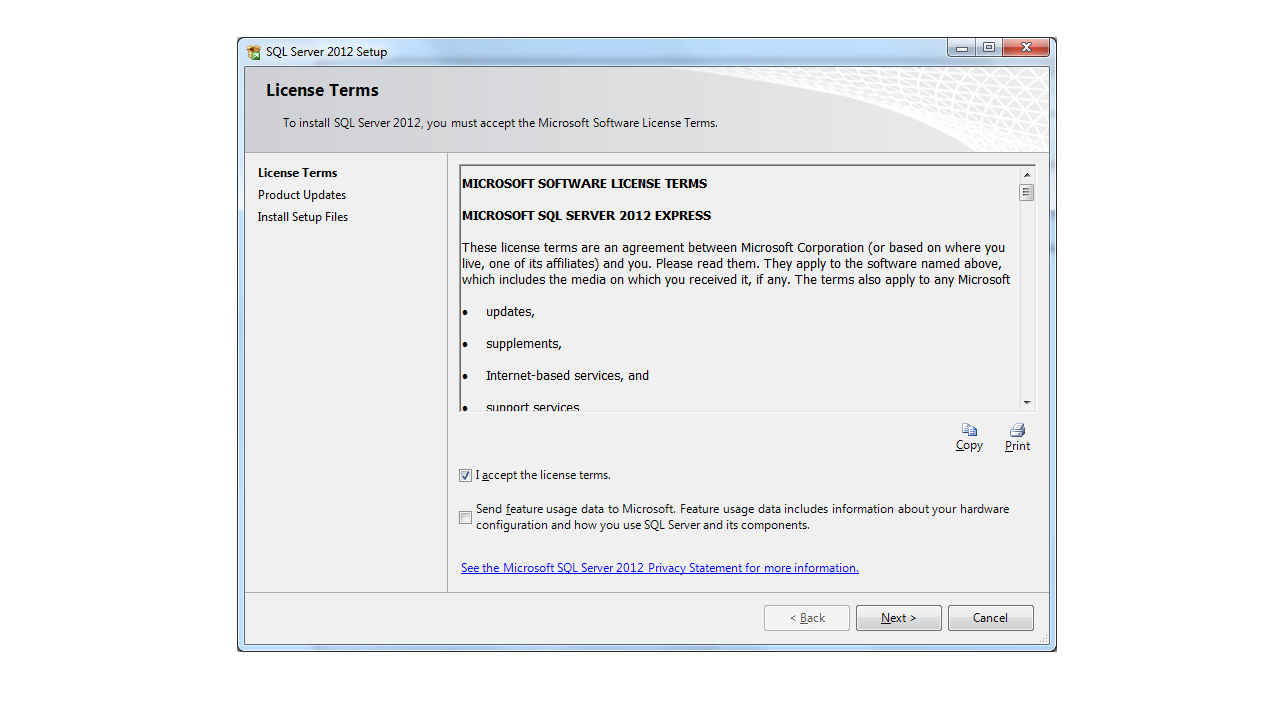 SQL Server 2012 Setup
License Terms
To install SQL Server 2012, you must accept the Microsoft Software License Terms.
License Terms
Product Updates
Install Setup Files
MICROSOFT SOFTWARE LICENSE TERMS
MICROSOFT SQL SERVER 2012 EXPRESS
These license terms are an agreement between Microsoft Corporation (or based on where you
live, one of its affiliates) and you. Please read them. They apply to the software named above,
which includes the media on which you received it, if any. The terms also apply to any Microsoft
• updates,
• supplements,
• Internet-based services, and
• support services
Copy
Print
I accept the license terms.
Send feature usage data to Microsoft. Feature usage data includes information about your hardware
configuration and how you use SQL Server and its components.
See the Microsoft SQL Server 2012 Privacy Statement for more information.
< Back
Next >
Cancel